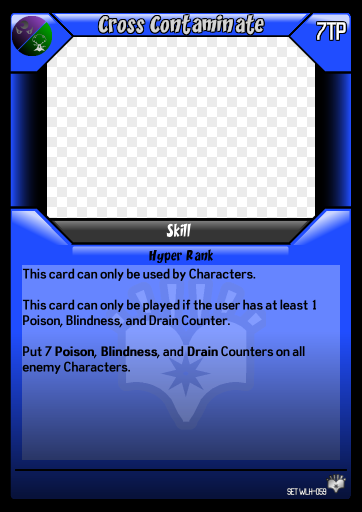 Cross Contaminate
7TP
Skill
Hyper Rank
This card can only be used by Characters.
This card can only be played if the user has at least 1
Poison, Blindness, and Drain Counter.
Put 7 Poison, Blindness, and Drain Counters on all
enemy Characters.
SET WLH-059